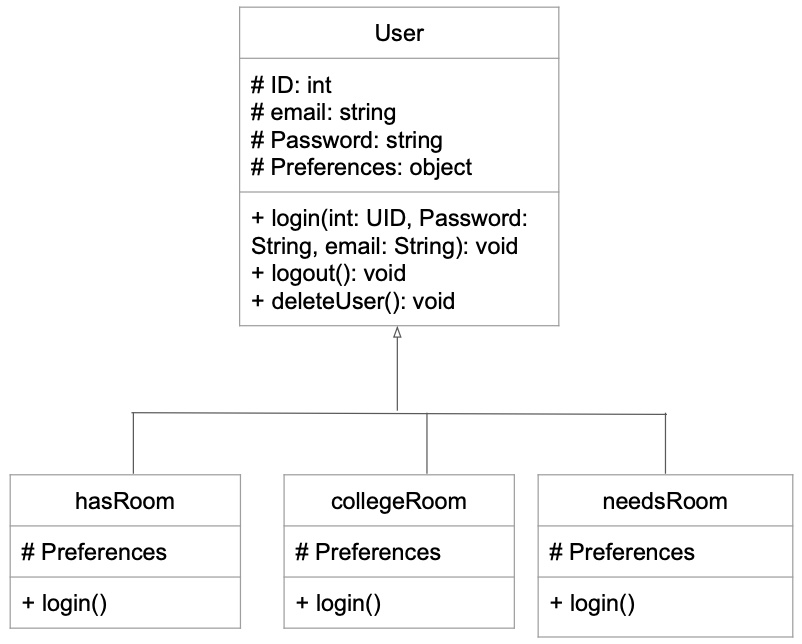 User
# ID: int
# email: string
# Password: string
# Preferences: object
+ login(int: UID, Password:
String, email: String): void
+ logout(): void
+ deleteUser(): void
hasRoom
# Preferences
+ login()
collegeRoom
# Preferences
+ login()
needsRoom
# Preferences
+ login()